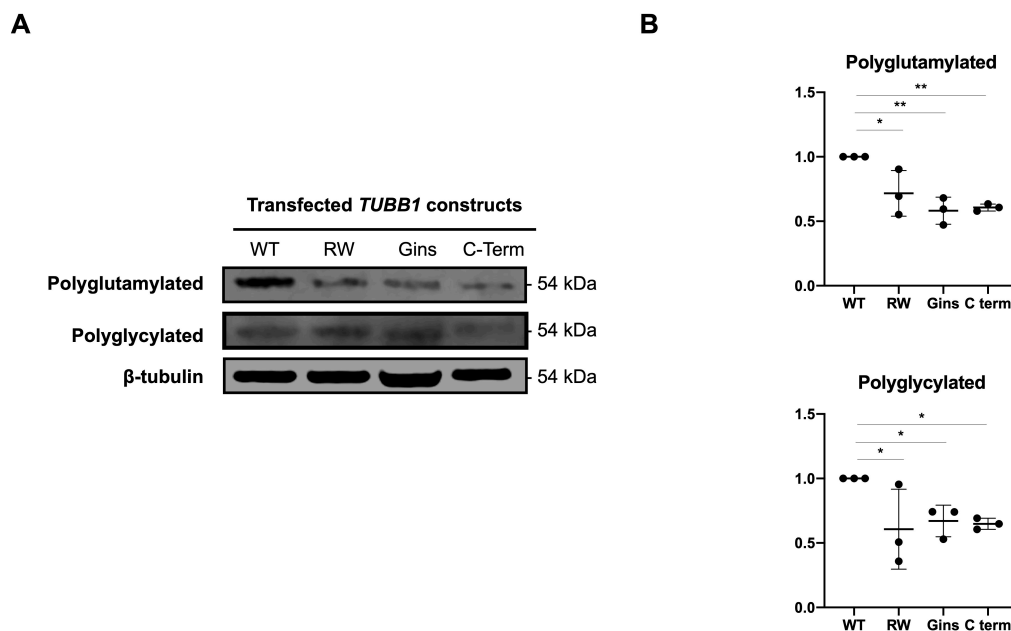 A
B
Transfected TUBB1 constructs
WT RW Gins C-Term
Polyglutamylated - 54 kDa
Polyglycylated - 54 kDa
β-tubulin - 54 kDa
Polyglutamylated
1.5
**
**
*
1.0
0.5
0.0
WT RW Gins C term
Polyglycylated
1.5
*
*
*
1.0
0.5
0.0
WT RW Gins C term